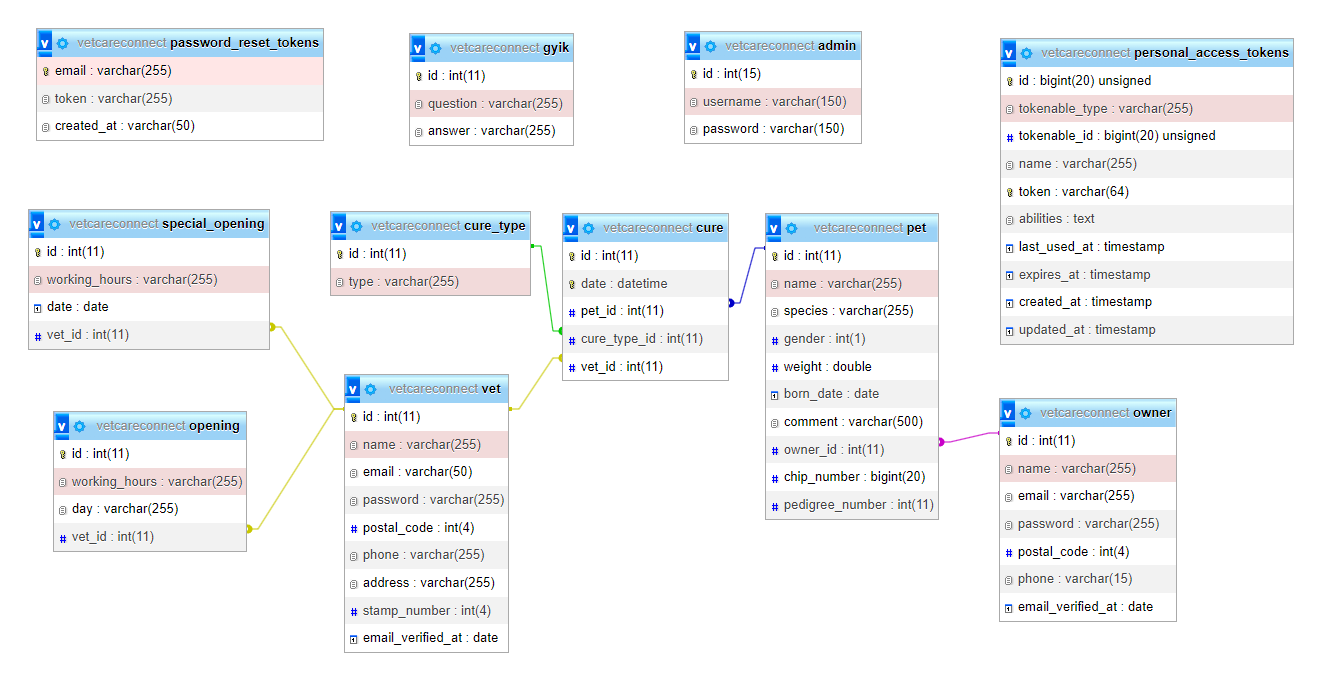 v vetcareconnect password_reset_tokens
email : varchar(255)
token : varchar(255)
created_at : varchar(50)
v vetcareconnect gyik
id : int(11)
question : varchar(255)
answer : varchar(255)
v vetcareconnect admin
id : int(15)
username : varchar(150)
password : varchar(150)
v vetcareconnect personal_access_tokens
id : bigint(20) unsigned
tokenable_type : varchar(255)
# tokenable_id : bigint(20) unsigned
name : varchar(255)
token : varchar(64)
abilities : text
last_used_at : timestamp
expires_at : timestamp
created_at : timestamp
updated_at : timestamp
v vetcareconnect special_opening
id : int(11)
working_hours : varchar(255)
date : date
# vet_id : int(11)
v vetcareconnect cure_type
id : int(11)
type : varchar(255)
v vetcareconnect cure
id : int(11)
date : datetime
# pet_id : int(11)
# cure_type_id : int(11)
# vet_id : int(11)
v vetcareconnect pet
id : int(11)
name : varchar(255)
species : varchar(255)
# gender : int(1)
# weight : double
born_date : date
comment : varchar(500)
# owner_id : int(11)
# chip_number : bigint(20)
# pedigree_number : int(11)
v vetcareconnect opening
id : int(11)
working_hours : varchar(255)
day : varchar(255)
# vet_id : int(11)
v vetcareconnect vet
id : int(11)
name : varchar(255)
email : varchar(50)
password : varchar(255)
# postal_code : int(4)
phone : varchar(255)
address : varchar(255)
# stamp_number : int(4)
email_verified_at : date
v vetcareconnect owner
id : int(11)
name : varchar(255)
email : varchar(255)
password : varchar(255)
# postal_code : int(4)
phone : varchar(15)
email_verified_at : date